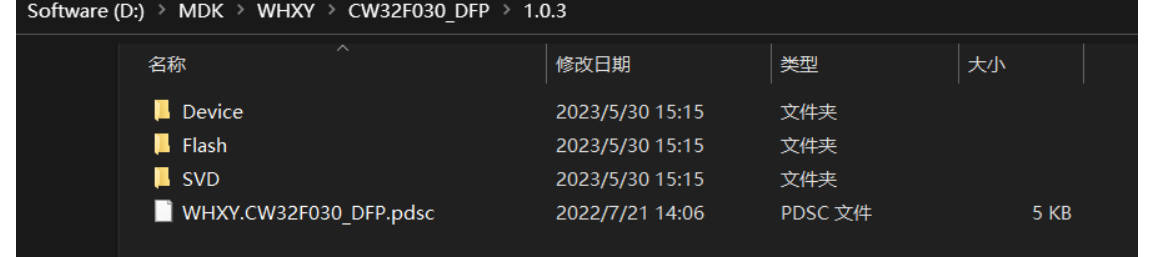 Software (D:) > MDK > WHXY > CW32F030_DFP > 1.0.3
名称 修改日期 类型 大小
Device 2023/5/30 15:15 文件夹
Flash 2023/5/30 15:15 文件夹
SVD 2023/5/30 15:15 文件夹
WHXY.CW32F030_DFP.pdsc 2022/7/21 14:06 PDSC 文件 5 KB